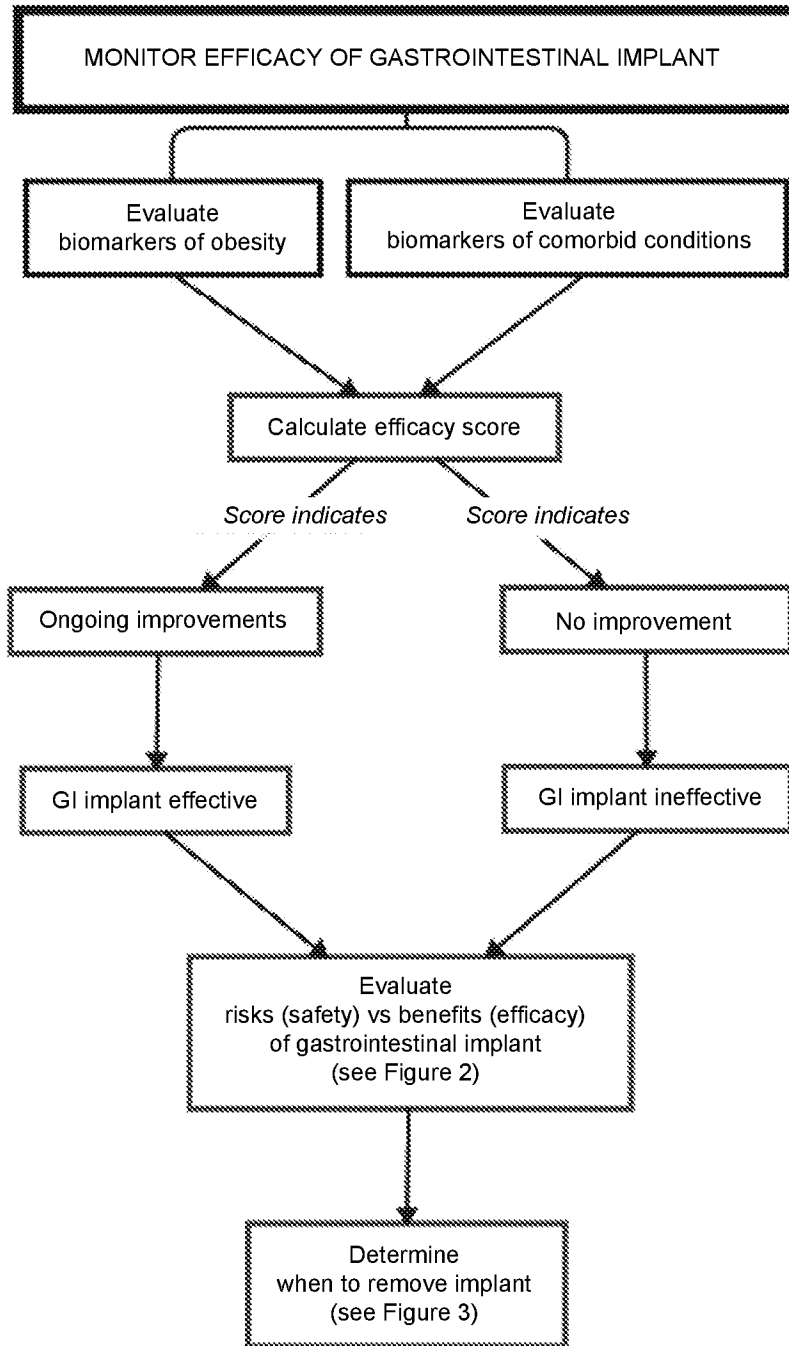 MONITOR EFFICACY OF GASTROINTESTINAL IMPLANT
Evaluate
biomarkers of obesity
Evaluate
biomarkers of comorbid conditions
Calculate efficacy score
Score indicates
Score indicates
Ongoing improvements
No improvement
GI implant effective
GI implant ineffective
Evaluate
risks (safety) vs benefits (efficacy)
of gastrointestinal implant
(see Figure 2)
Determine
when to remove implant
(see Figure 3)